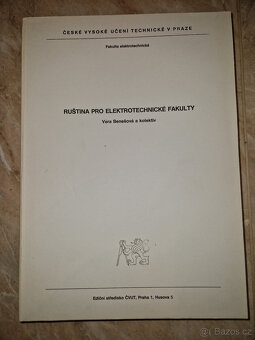 ČESKÉ VYSOKÉ UČENÍ TECHNICKÉ V PRAZE
Fakulta elektrotechnická
RUŠTINA PRO ELEKTROTECHNICKÉ FAKULTY
Věra Benešová a kolektiv
Ediční středisko ČVUT, Praha 1, Husova 5
Bazos.cz